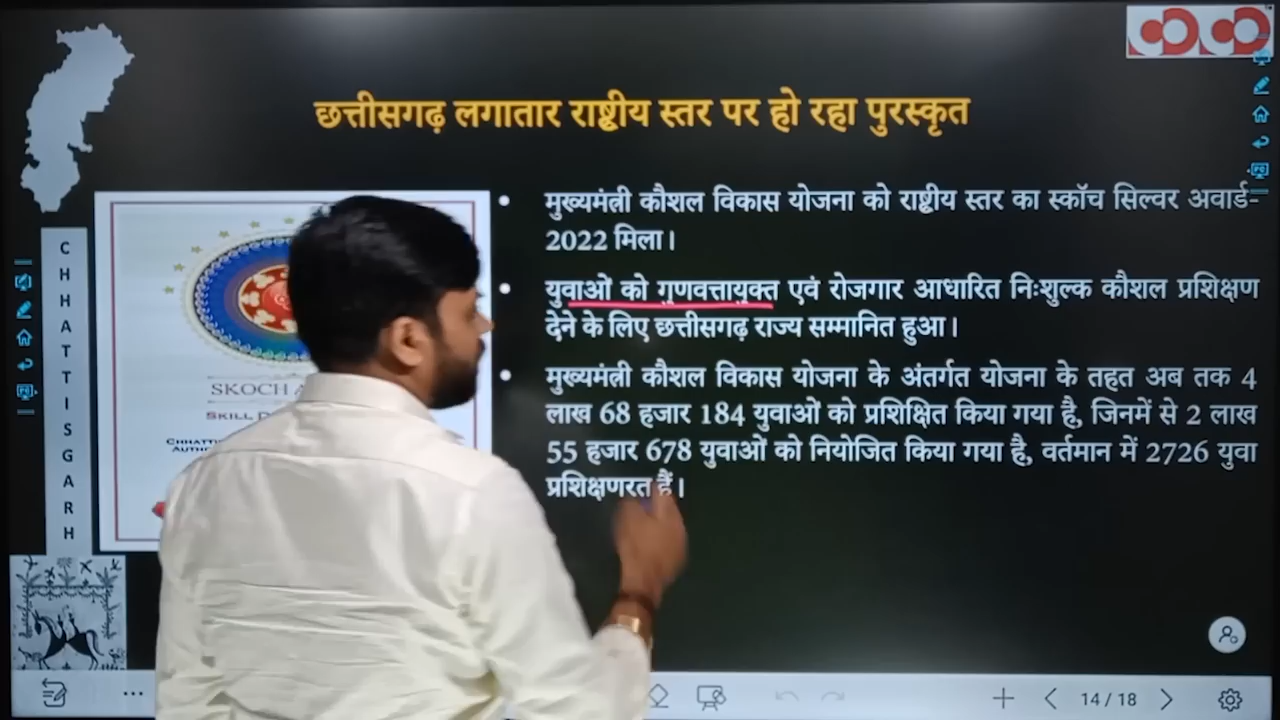 छत्तीसगढ़ लगातार राष्ट्रीय स्तर पर हो रहा पुरस्कृत
मुख्यमंत्री कौशल विकास योजना को राष्ट्रीय स्तर का स्कॉच सिल्वर अवार्ड-
2022 मिला।
युवाओं को गुणवत्तायुक्त एवं रोजगार आधारित निःशुल्क कौशल प्रशिक्षण
देने के लिए छत्तीसगढ़ राज्य सम्मानित हुआ।
मुख्यमंत्री कौशल विकास योजना के अंतर्गत योजना के तहत अब तक 4
लाख 68 हजार 184 युवाओं को प्रशिक्षित किया गया है, जिनमें से 2 लाख
55 हजार 678 युवाओं को नियोजित किया गया है, वर्तमान में 2726 युवा
प्रशिक्षणरत हैं।
CHHATTISGARH
SKOCH
SKILL
14 / 18